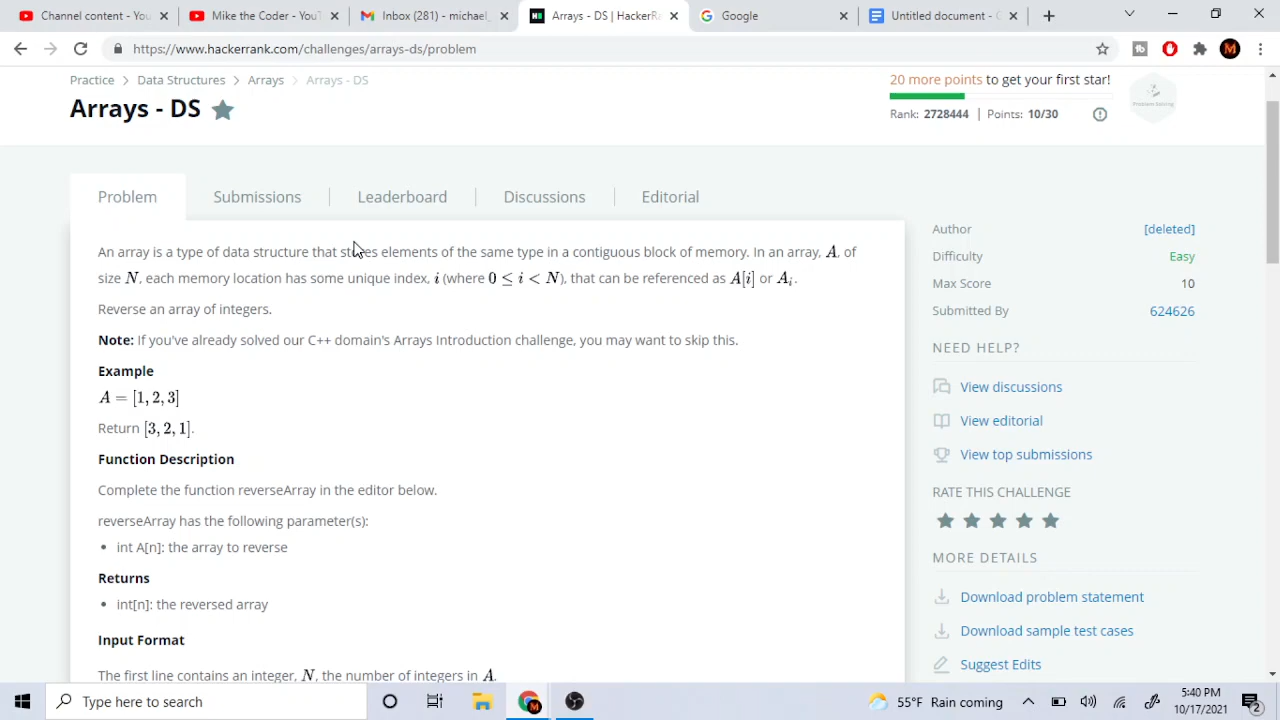 Channel content - You
Mike the - YouT
Inbox (281) - michael_
Arrays - DS | HackerRa
Google
Untitled document - G
https://www.hackerrank.com/challenges/arrays-ds/problem
Practice > Data Structures > Arrays > Arrays - DS
20 more points to get your first star!
Arrays - DS
Problem Solving
Rank: 2728444 | Points: 10/30
Problem
Submissions
Leaderboard
Discussions
Editorial
An array is a type of data structure that stores elements of the same type in a contiguous block of memory. In an array, A, of
size N, each memory location has some unique index, i (where 0 ≤ i < N), that can be referenced as A[i] or Aᵢ.
Reverse an array of integers.
Note: If you've already solved our C++ domain's Arrays Introduction challenge, you may want to skip this.
Example
A = [1, 2, 3]
Return [3, 2, 1].
Function Description
Complete the function reverseArray in the editor below.
reverseArray has the following parameter(s):
• int A[n]: the array to reverse
Returns
• int[n]: the reversed array
Input Format
The first line contains an integer, N, the number of integers in A.
Author [deleted]
Difficulty Easy
Max Score 10
Submitted By 624626
NEED HELP?
View discussions
View editorial
View top submissions
RATE THIS CHALLENGE
MORE DETAILS
Download problem statement
Download sample test cases
Suggest Edits
Type here to search
55°F Rain coming
5:40 PM
10/17/2021
2